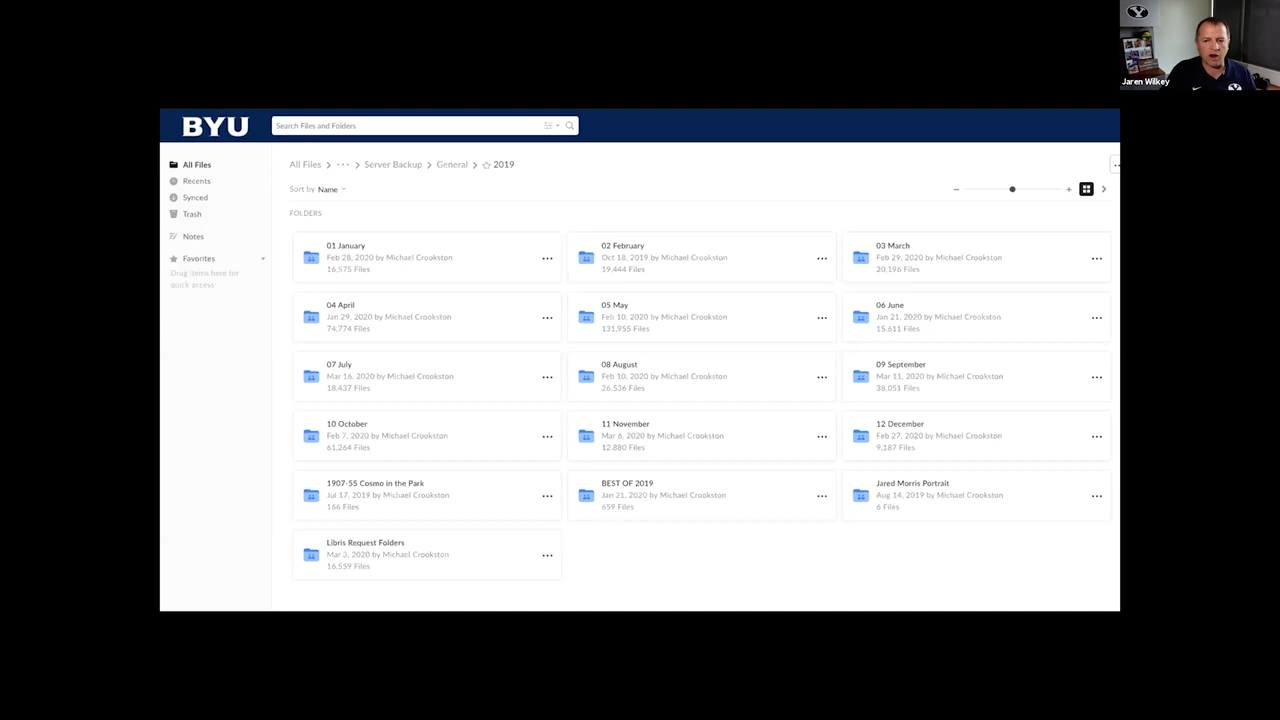 Y
Jaren Wilkey
BYU
Search Files and Folders
All Files
Recents
Synced
Trash
Notes
Favorites
Drag items here for
quick access
All Files > ··· > Server Backup > General > 2019
Sort by Name
FOLDERS
01 January
Feb 28, 2020 by Michael Crookston
16,575 Files
02 February
Oct 18, 2019 by Michael Crookston
19,444 Files
03 March
Feb 29, 2020 by Michael Crookston
20,196 Files
04 April
Jan 29, 2020 by Michael Crookston
74,774 Files
05 May
Feb 10, 2020 by Michael Crookston
131,955 Files
06 June
Jan 21, 2020 by Michael Crookston
15,611 Files
07 July
Mar 16, 2020 by Michael Crookston
18,437 Files
08 August
Feb 10, 2020 by Michael Crookston
26,536 Files
09 September
Mar 11, 2020 by Michael Crookston
38,051 Files
10 October
Feb 7, 2020 by Michael Crookston
61,264 Files
11 November
Mar 6, 2020 by Michael Crookston
12,880 Files
12 December
Feb 27, 2020 by Michael Crookston
9,187 Files
1907-55 Cosmo in the Park
Jul 17, 2019 by Michael Crookston
166 Files
BEST OF 2019
Jan 21, 2020 by Michael Crookston
659 Files
Jared Morris Portrait
Aug 14, 2019 by Michael Crookston
6 Files
Libris Request Folders
Mar 3, 2020 by Michael Crookston
16,559 Files